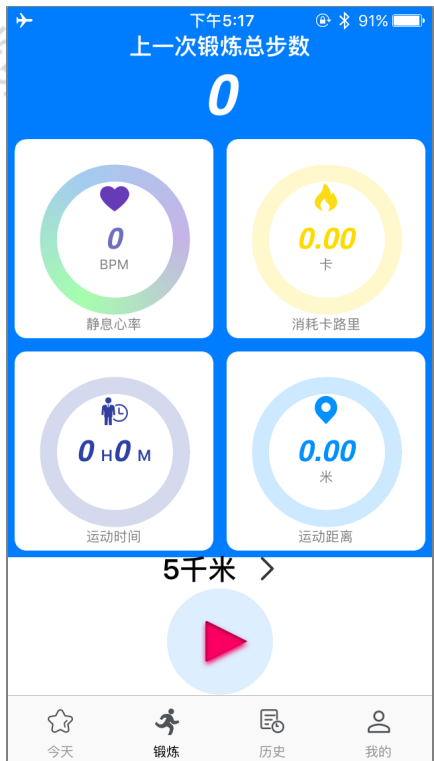 下午5:17
91%
上一次锻炼总步数
0
0
BPM
静息心率
0.00
卡
消耗卡路里
0 H 0 M
运动时间
0.00
米
运动距离
5千米
今天
锻炼
历史
我的